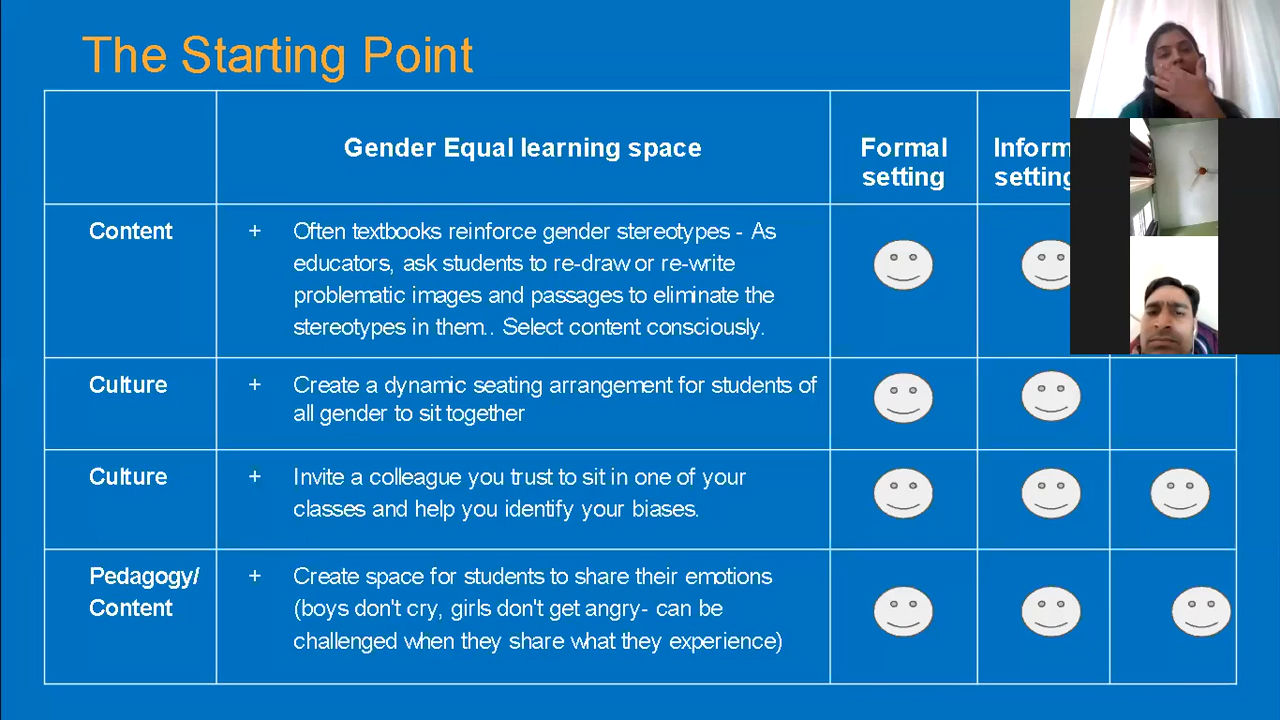 The Starting Point
Gender Equal learning space
Formal
setting
Inform
setting
Content
+ Often textbooks reinforce gender stereotypes - As
educators, ask students to re-draw or re-write
problematic images and passages to eliminate the
stereotypes in them.. Select content consciously.
Culture
+ Create a dynamic seating arrangement for students of
all gender to sit together
Culture
+ Invite a colleague you trust to sit in one of your
classes and help you identify your biases.
Pedagogy/
Content
+ Create space for students to share their emotions
(boys don't cry, girls don't get angry- can be
challenged when they share what they experience)